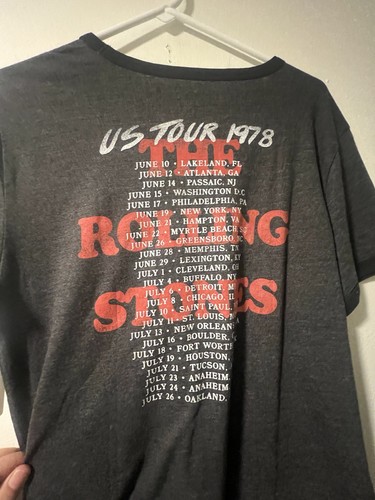 US TOUR 1978
THE
JUNE 10 • LAKELAND, FL
JUNE 12 • ATLANTA, GA
JUNE 14 • PASSAIC, NJ
JUNE 15 • WASHINGTON D.C
JUNE 17 • PHILADELPHIA, PA
JUNE 19 • NEW YORK, NY
JUNE 21 • HAMPTON, VA
ROLLING
JUNE 22 • MYRTLE BEACH, SC
JUNE 26 • GREENSBORO, NC
JUNE 28 • MEMPHIS, TN
JUNE 29 • LEXINGTON, KY
JULY 1 • CLEVELAND, OH
JULY 4 • BUFFALO, NY
JULY 6 • DETROIT, MI
JULY 8 • CHICAGO, IL
STONES
JULY 10 • SAINT PAUL,
JULY 11 • ST. LOUIS,
JULY 13 • NEW ORLEAN
JULY 16 • BOULDER,
JULY 18 • FORT WORTH
JULY 19 • HOUSTON,
JULY 21 • TUCSON,
JULY 23 • ANAHEIM
JULY 24 • ANAHEIM
JULY 26 • OAKLAND,